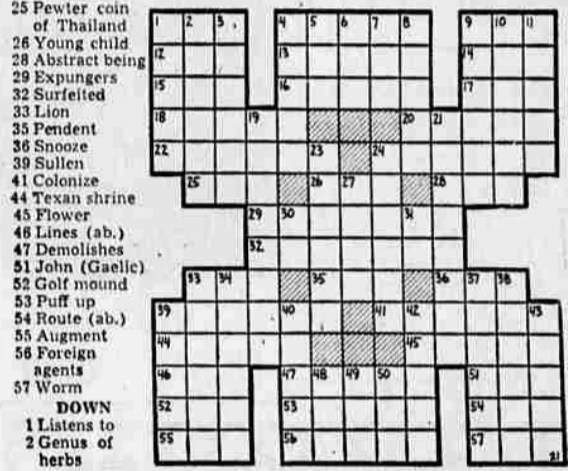 25 Pewter coin
of Thailand
26 Young child
28 Abstract being
29 Expungers
32 Surfeited
33 Lion
35 Pendent
36 Snooze
39 Sullen
41 Colonize
44 Texan shrine
45 Flower
46 Lines (ab.)
47 Demolishes
51 John (Gaelic)
52 Golf mound
53 Puff up
54 Route (ab.)
55 Augment
56 Foreign
agents
57 Worm
DOWN
1 Listens to
2 Genus of
herbs
1 2 3 4 5 6 7 8 9 10 11
12 13 14
15 16 17
18 19 20 21
22 23 24
25 26 27 28
29 30 31
32
33 34 35 36 37 38
39 40 41 42 43
44 45
46 47 48 49 50 51
52 53 54
55 56 57
21